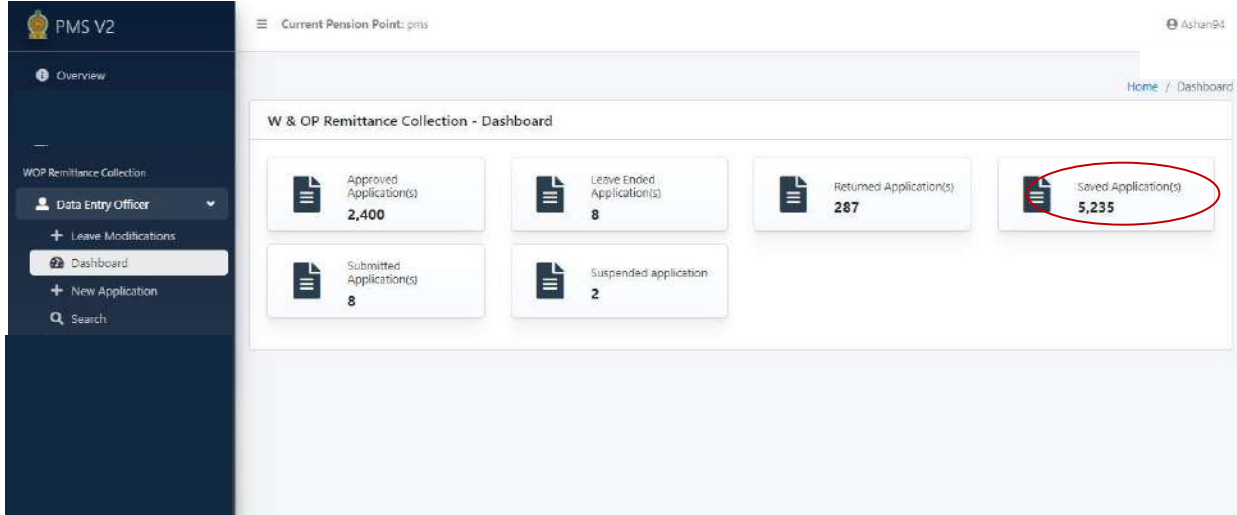 PMS V2
Current Pension Point: pms
Ashan94
Overview
Home / Dashboard
W & OP Remittance Collection - Dashboard
WOP Remittance Collection
Data Entry Officer
Leave Modifications
Dashboard
New Application
Search
Approved
Application(s)
2,400
Leave Ended
Application(s)
8
Returned Application(s)
287
Saved Application(s)
5,235
Submitted
Application(s)
8
Suspended application
2